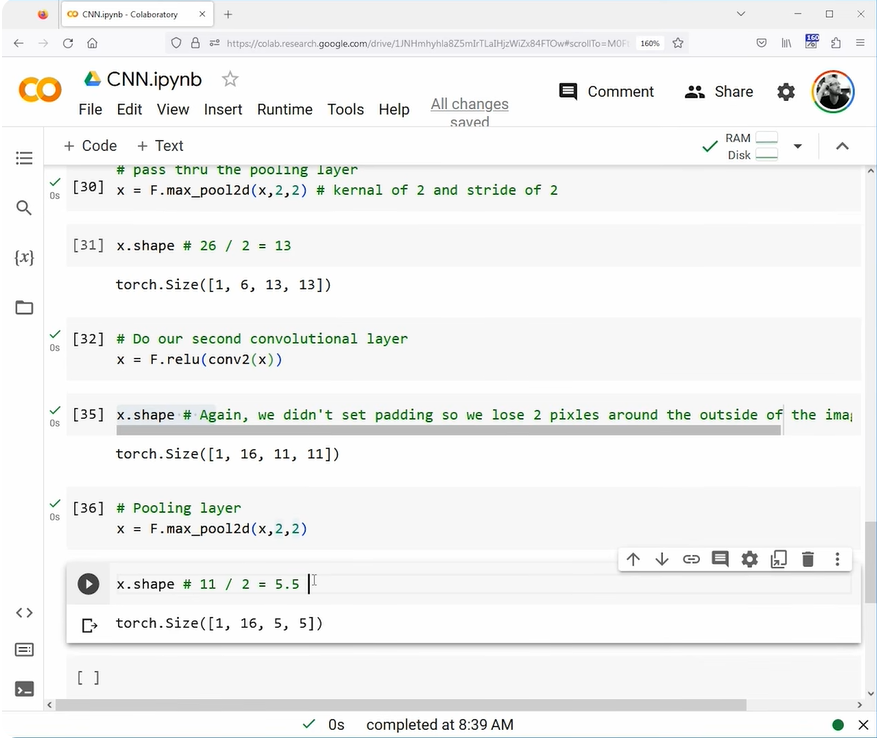 CNN.ipynb - Colaboratory
https://colab.research.google.com/drive/1JNHmhyhla8Z5mIrTLaIHjzWiZx84FTOw#scrollTo=M0F
160%
160
CNN.ipynb
File Edit View Insert Runtime Tools Help All changes saved
Comment Share
+ Code + Text
RAM
Disk
# pass thru the pooling layer
[30] x = F.max_pool2d(x,2,2) # kernal of 2 and stride of 2
0s
[31] x.shape # 26 / 2 = 13
torch.Size([1, 6, 13, 13])
[32] # Do our second convolutional layer
0s
x = F.relu(conv2(x))
[35] x.shape # Again, we didn't set padding so we lose 2 pixles around the outside of the imag
0s
torch.Size([1, 16, 11, 11])
[36] # Pooling layer
0s
x = F.max_pool2d(x,2,2)
x.shape # 11 / 2 = 5.5
torch.Size([1, 16, 5, 5])
[ ]
0s completed at 8:39 AM